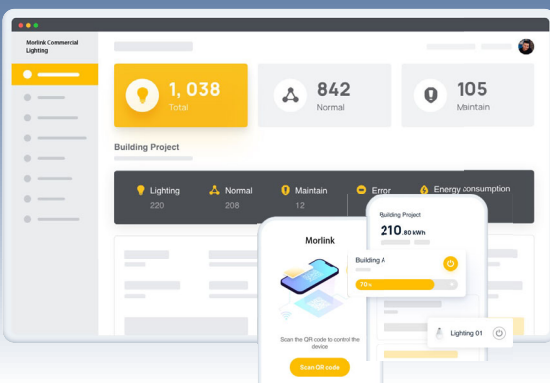 Morlink Commercial
Lighting
1,038
Total
842
Normal
105
Maintain
Building Project
Lighting
220
Normal
208
Maintain
12
Error
Energy consumption
Building Project
210.80 kWh
Morlink
Building A
70
Scan the QR code to control the
device
Scan QR code
Lighting 01